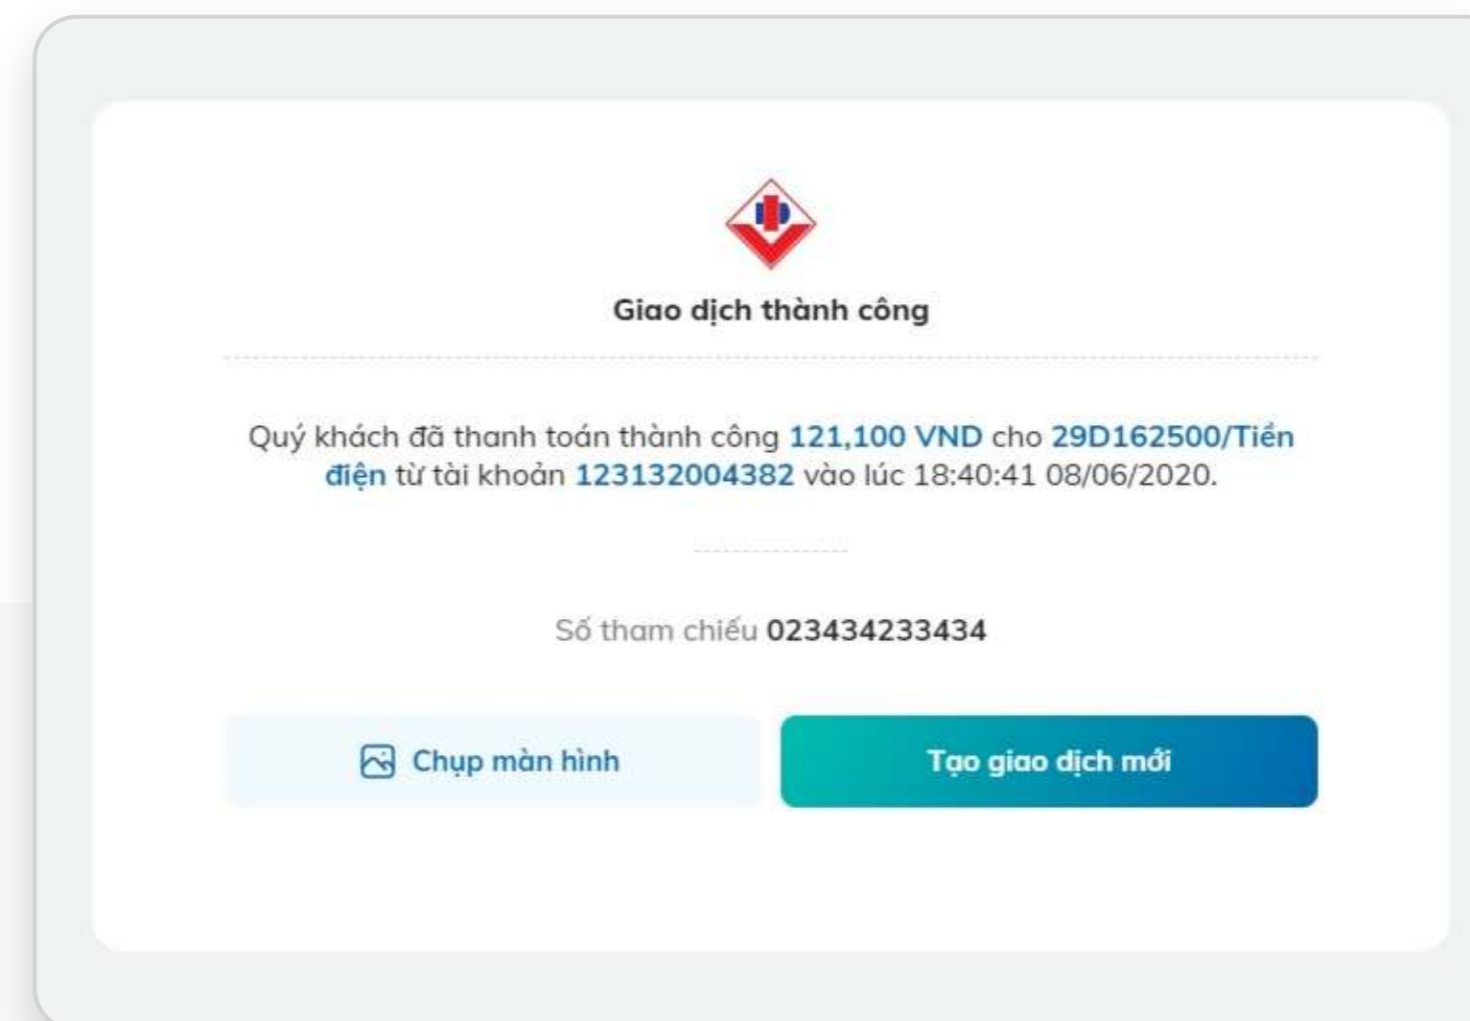 Giao dịch thành công
Quý khách đã thanh toán thành công 121,100 VND cho 29D162500/Tiền
điện từ tài khoản 123132004382 vào lúc 18:40:41 08/06/2020.
Số tham chiếu 023434233434
Chụp màn hình
Tạo giao dịch mới